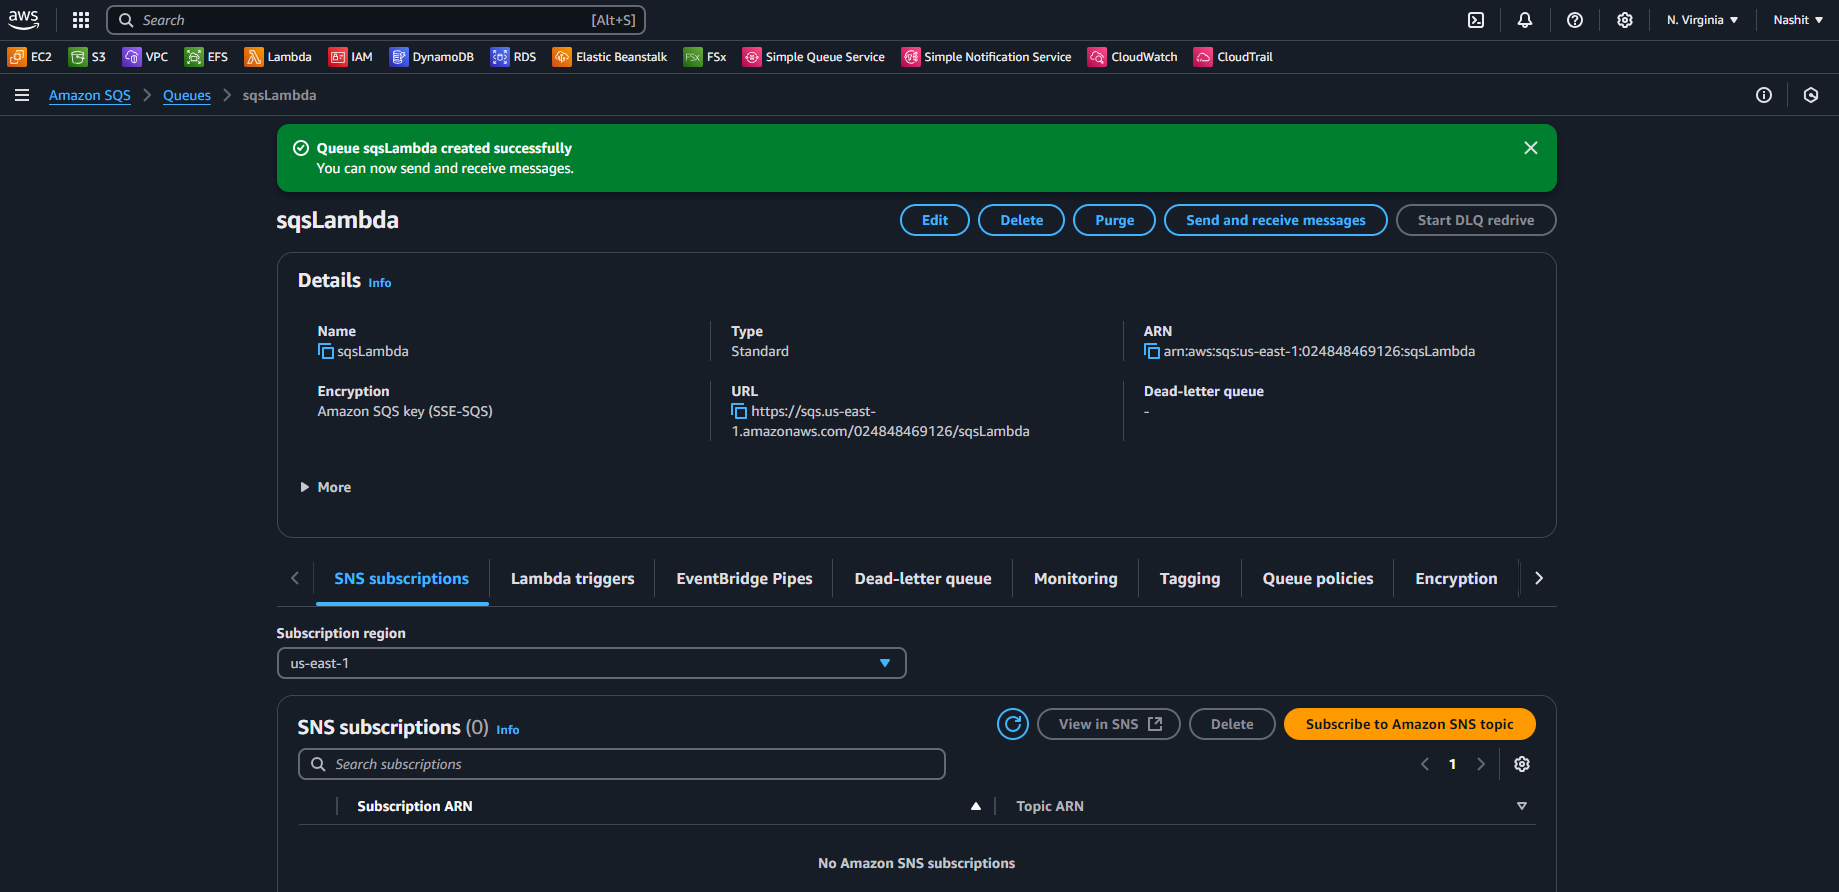 aws
Search [Alt+S]
N. Virginia
Nashit
EC2 S3 VPC EFS Lambda IAM DynamoDB RDS Elastic Beanstalk FSx FSx Simple Queue Service Simple Notification Service CloudWatch CloudTrail
Amazon SQS Queues sqsLambda
Queue sqsLambda created successfully
You can now send and receive messages.
sqsLambda
Edit Delete Purge Send and receive messages Start DLQ redrive
Details Info
Name
sqsLambda
Type
Standard
ARN
arn:aws:sqs:us-east-1:024848469126:sqsLambda
Encryption
Amazon SQS key (SSE-SQS)
URL
https://sqs.us-east-
1.amazonaws.com/024848469126/sqsLambda
Dead-letter queue
-
More
SNS subscriptions Lambda triggers EventBridge Pipes Dead-letter queue Monitoring Tagging Queue policies Encryption
Subscription region
us-east-1
SNS subscriptions (0) Info
View in SNS Delete Subscribe to Amazon SNS topic
Search subscriptions
1
Subscription ARN Topic ARN
No Amazon SNS subscriptions